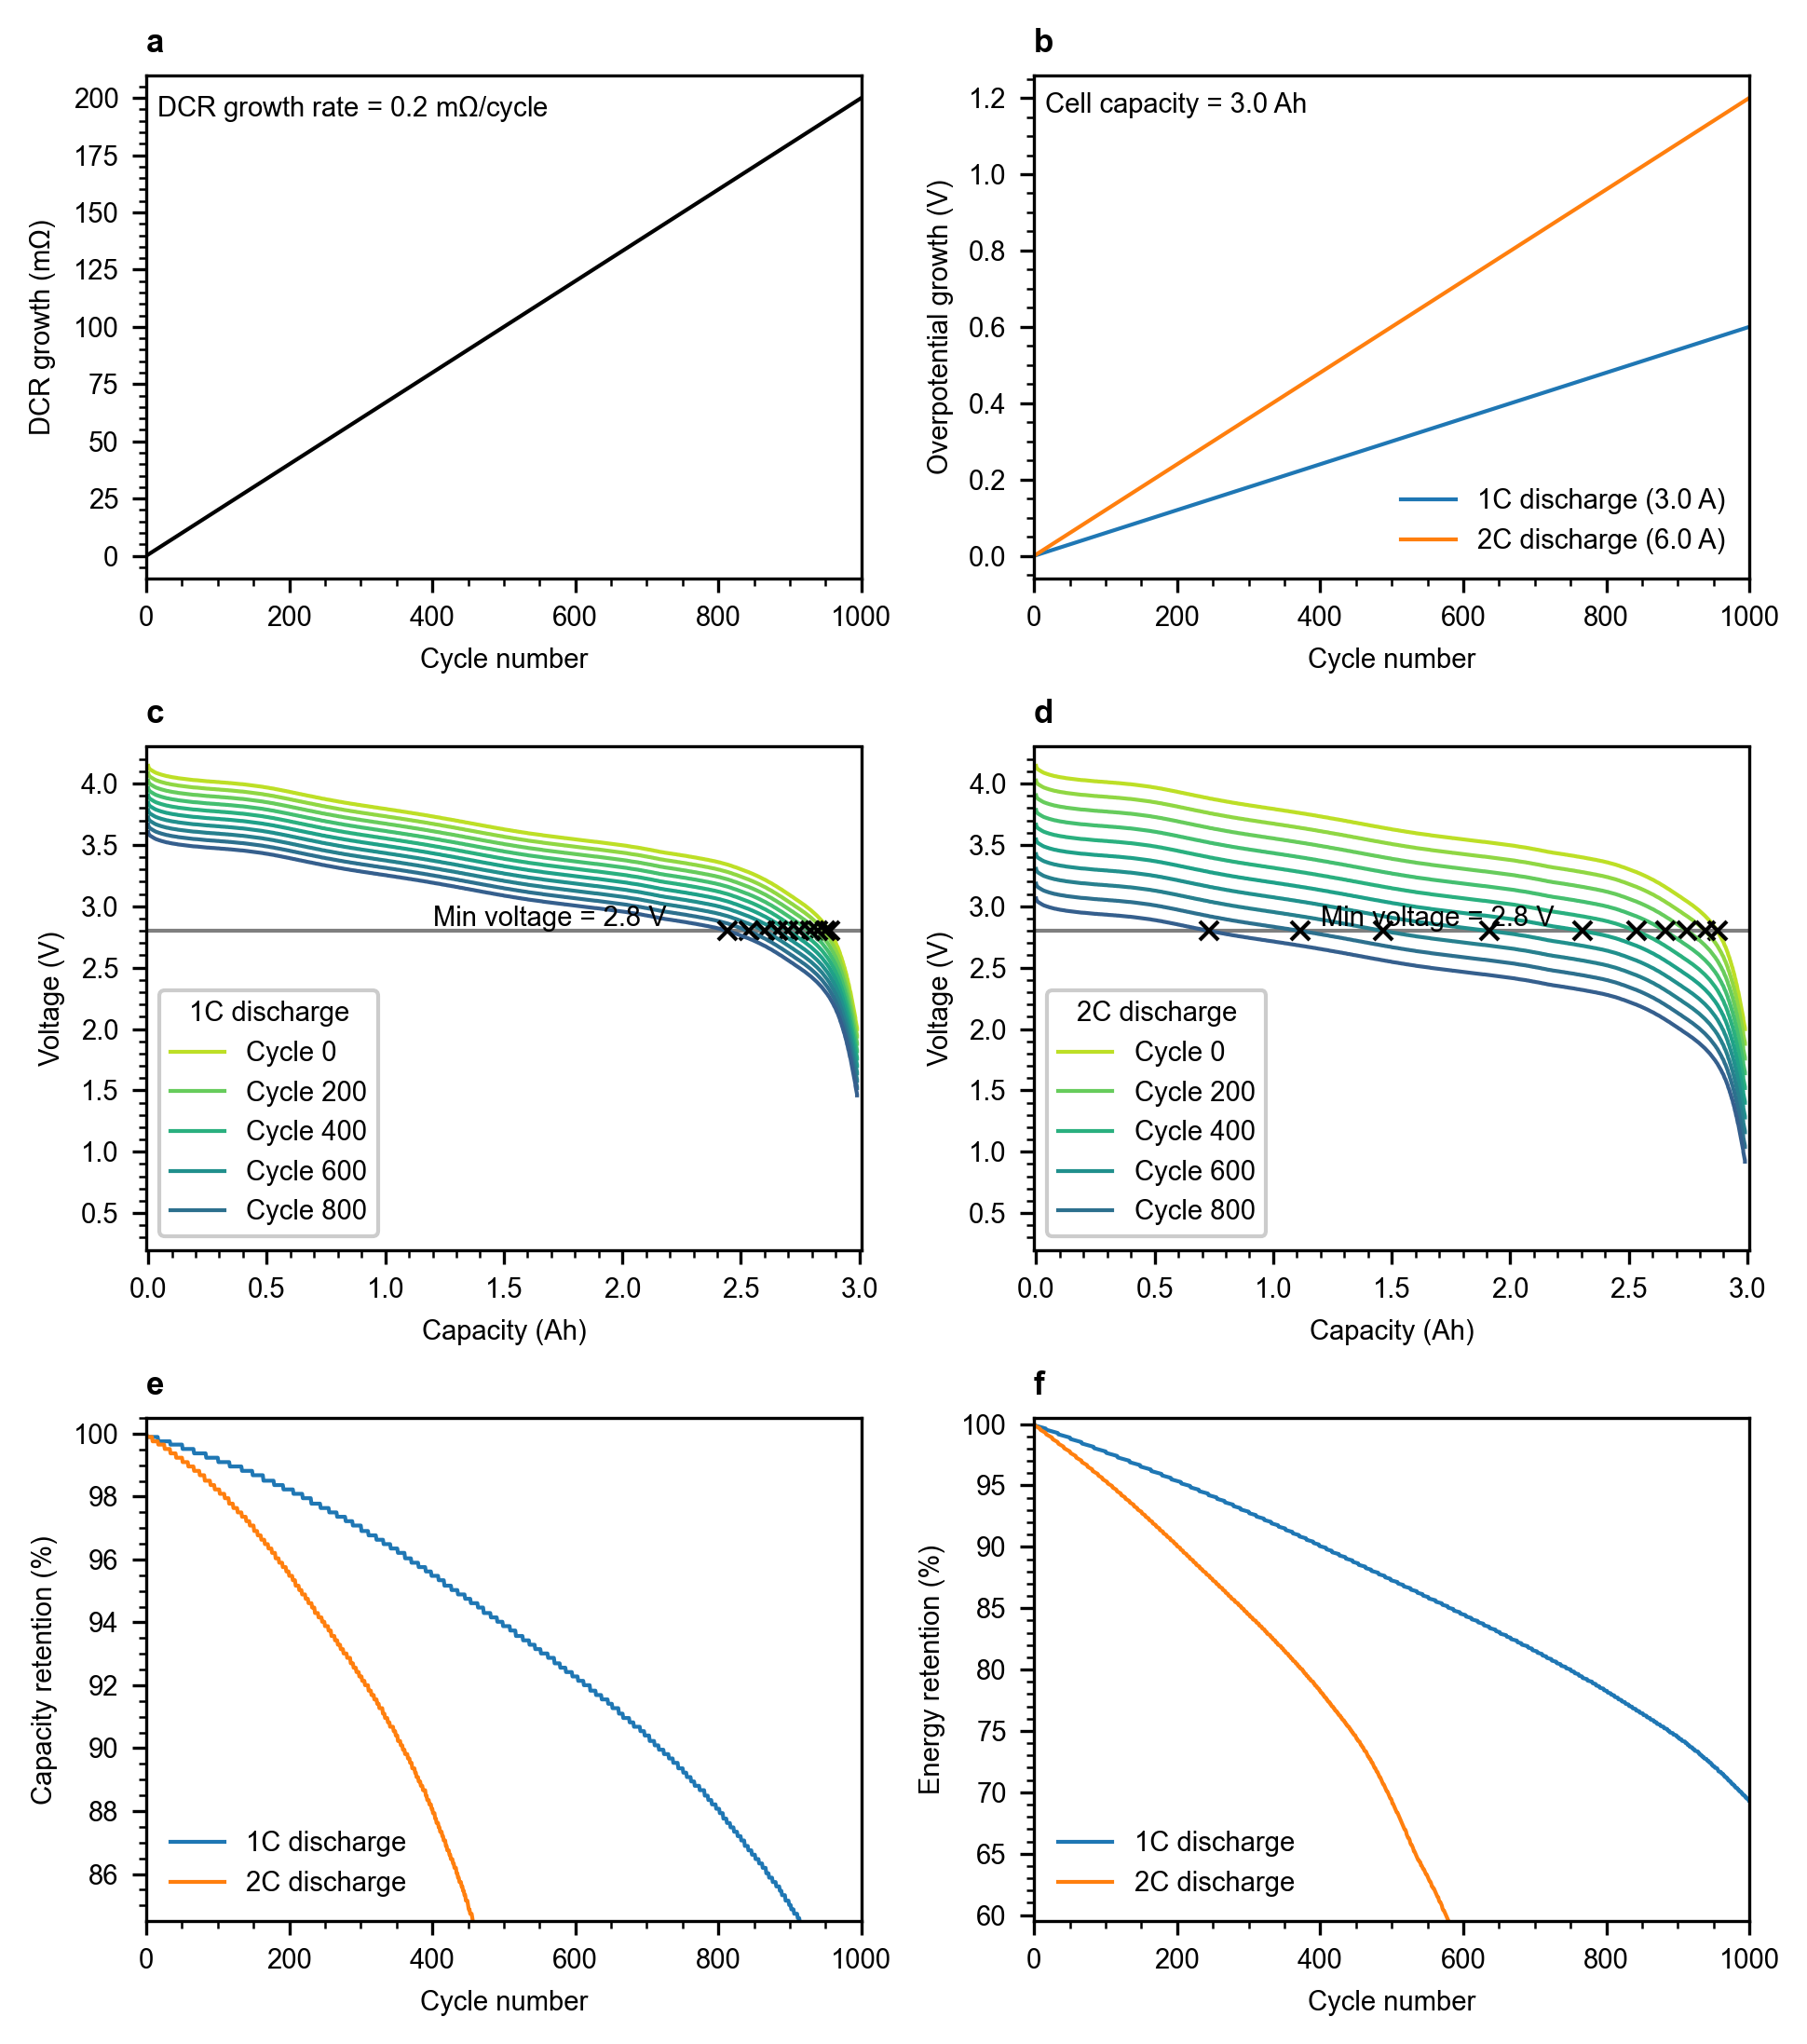 a
DCR growth rate = 0.2 mΩ/cycle
200
175
150
125
100
75
50
25
0
DCR growth (mΩ)
0 200 400 600 800 1000
Cycle number
b
Cell capacity = 3.0 Ah
1.2
1.0
0.8
0.6
0.4
0.2
0.0
Overpotential growth (V)
1C discharge (3.0 A)
2C discharge (6.0 A)
0 200 400 600 800 1000
Cycle number
c
4.0
3.5
3.0
2.5
2.0
1.5
1.0
0.5
Voltage (V)
Min voltage = 2.8 V
1C discharge
Cycle 0
Cycle 200
Cycle 400
Cycle 600
Cycle 800
0.0 0.5 1.0 1.5 2.0 2.5 3.0
Capacity (Ah)
d
4.0
3.5
3.0
2.5
2.0
1.5
1.0
0.5
Voltage (V)
Min voltage = 2.8 V
2C discharge
Cycle 0
Cycle 200
Cycle 400
Cycle 600
Cycle 800
0.0 0.5 1.0 1.5 2.0 2.5 3.0
Capacity (Ah)
e
100
98
96
94
92
90
88
86
Capacity retention (%)
1C discharge
2C discharge
0 200 400 600 800 1000
Cycle number
f
100
95
90
85
80
75
70
65
60
Energy retention (%)
1C discharge
2C discharge
0 200 400 600 800 1000
Cycle number